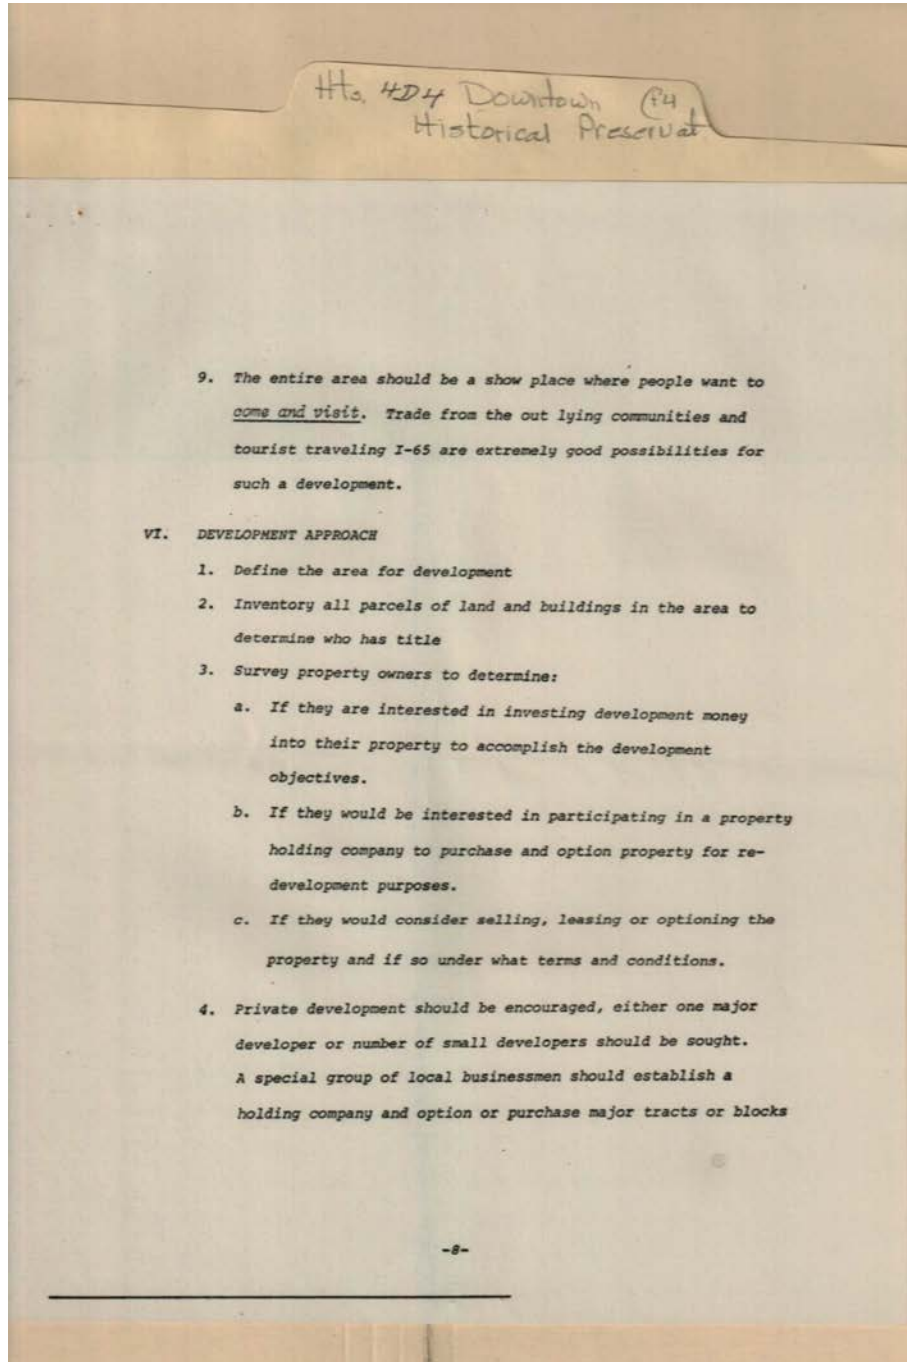 Hts. 4D4 Downtown (f4
Historical Preservat
9. The entire area should be a show place where people want to
come and visit. Trade from the out lying communities and
tourist traveling I-65 are extremely good possibilities for
such a development.
VI. DEVELOPMENT APPROACH
1. Define the area for development
2. Inventory all parcels of land and buildings in the area to
determine who has title
3. Survey property owners to determine:
a. If they are interested in investing development money
into their property to accomplish the development
objectives.
b. If they would be interested in participating in a property
holding company to purchase and option property for re-
development purposes.
c. If they would consider selling, leasing or optioning the
property and if so under what terms and conditions.
4. Private development should be encouraged, either one major
developer or number of small developers should be sought.
A special group of local businessmen should establish a
holding company and option or purchase major tracts or blocks
-8-